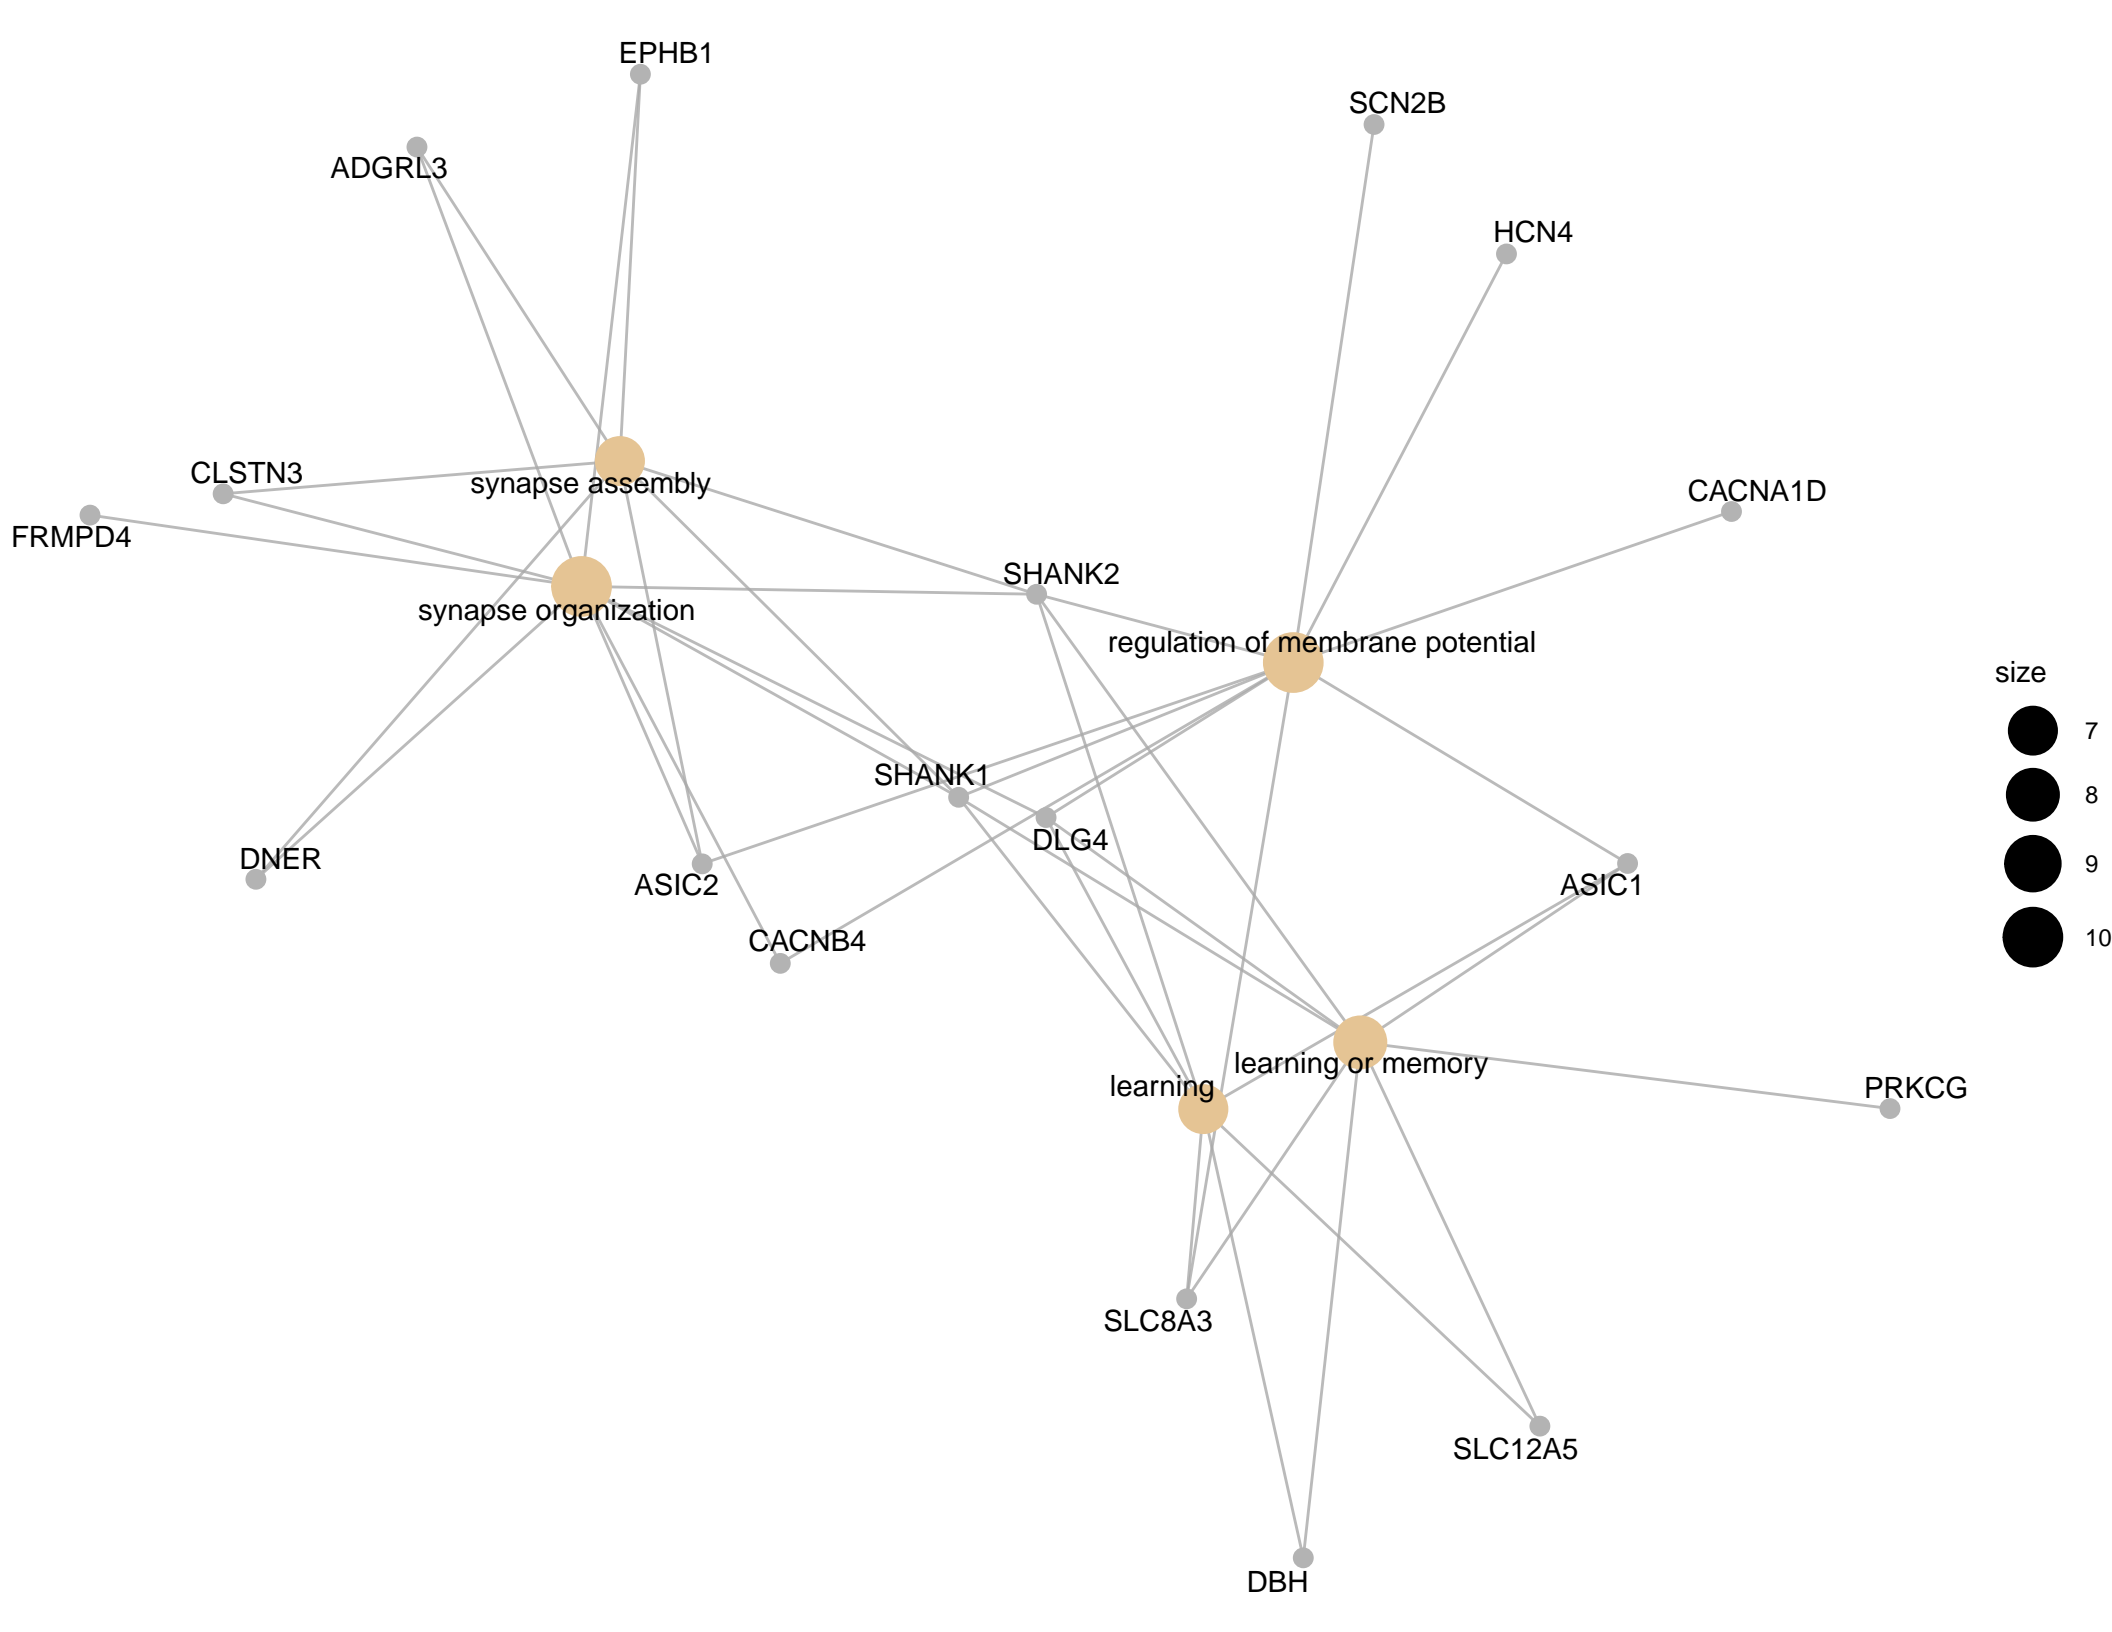 EPHB1
SCN2B
ADGRL3
HCN4
CLSTN3
synapse assembly
CACNA1D
FRMPD4
SHANK2
synapse organization
regulation of membrane potential
size
7
SHANK1
8
DLG4
DNER
ASIC2
ASIC1
9
CACNB4
10
learning or memory
learning
PRKCG
SLC8A3
SLC12A5
DBH